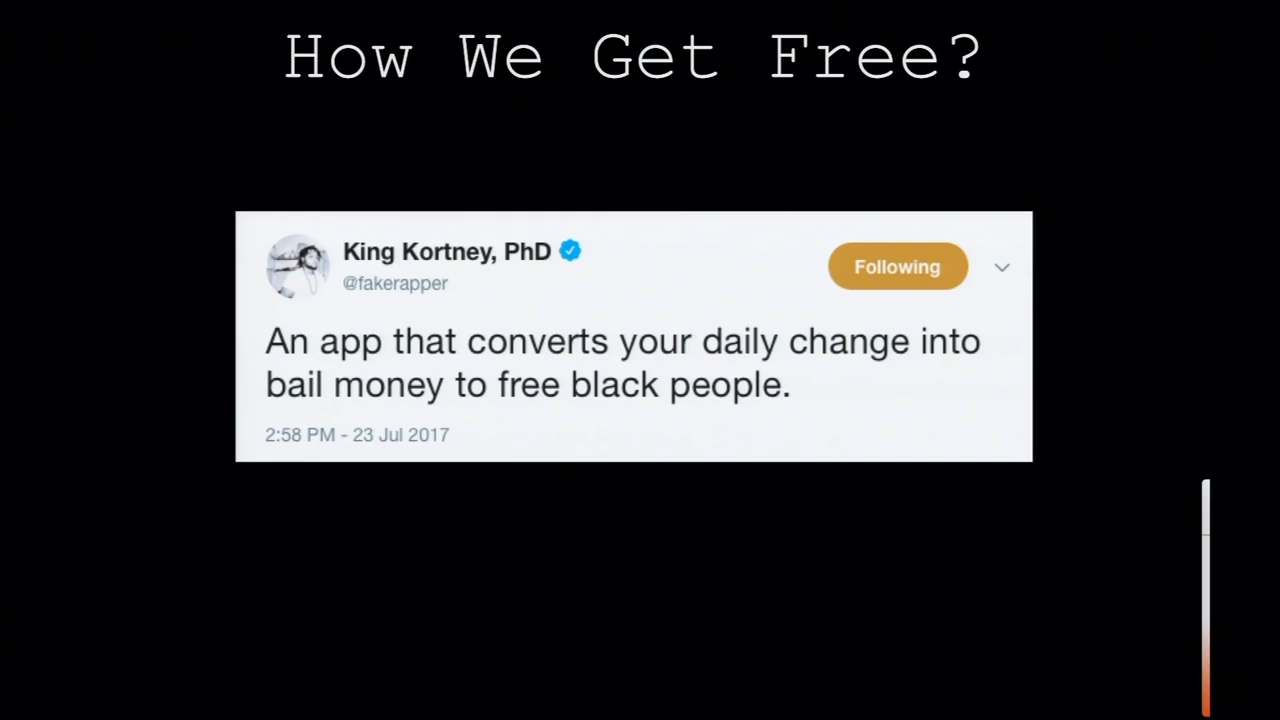 How We Get Free?
King Kortney, PhD
Following
@fakerapper
An app that converts your daily change into
bail money to free black people.
2:58 PM - 23 Jul 2017